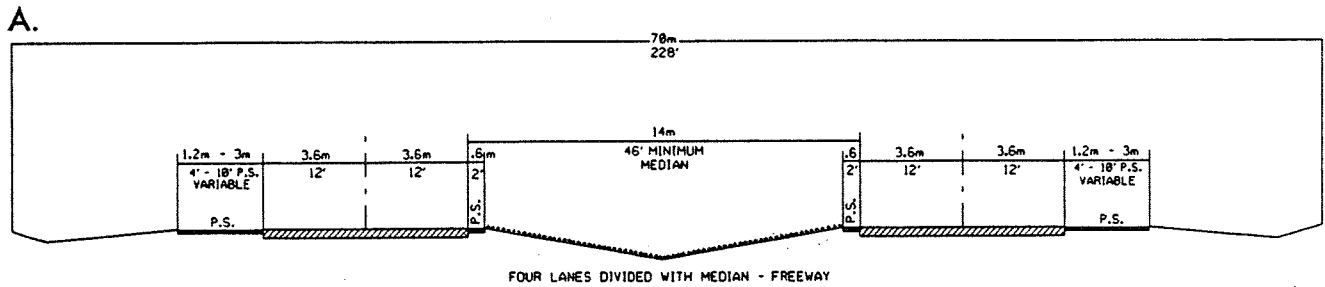 A.
70m
228'
14m
46' MINIMUM
MEDIAN
1.2m - 3m 3.6m 3.6m .6m .6 3.6m 3.6m 1.2m - 3m
4' - 10' P.S. 12' 12' 2' 2' 12' 12' 4' - 10' P.S.
VARIABLE VARIABLE
P.S. P.S. P.S. P.S.
FOUR LANES DIVIDED WITH MEDIAN - FREEWAY